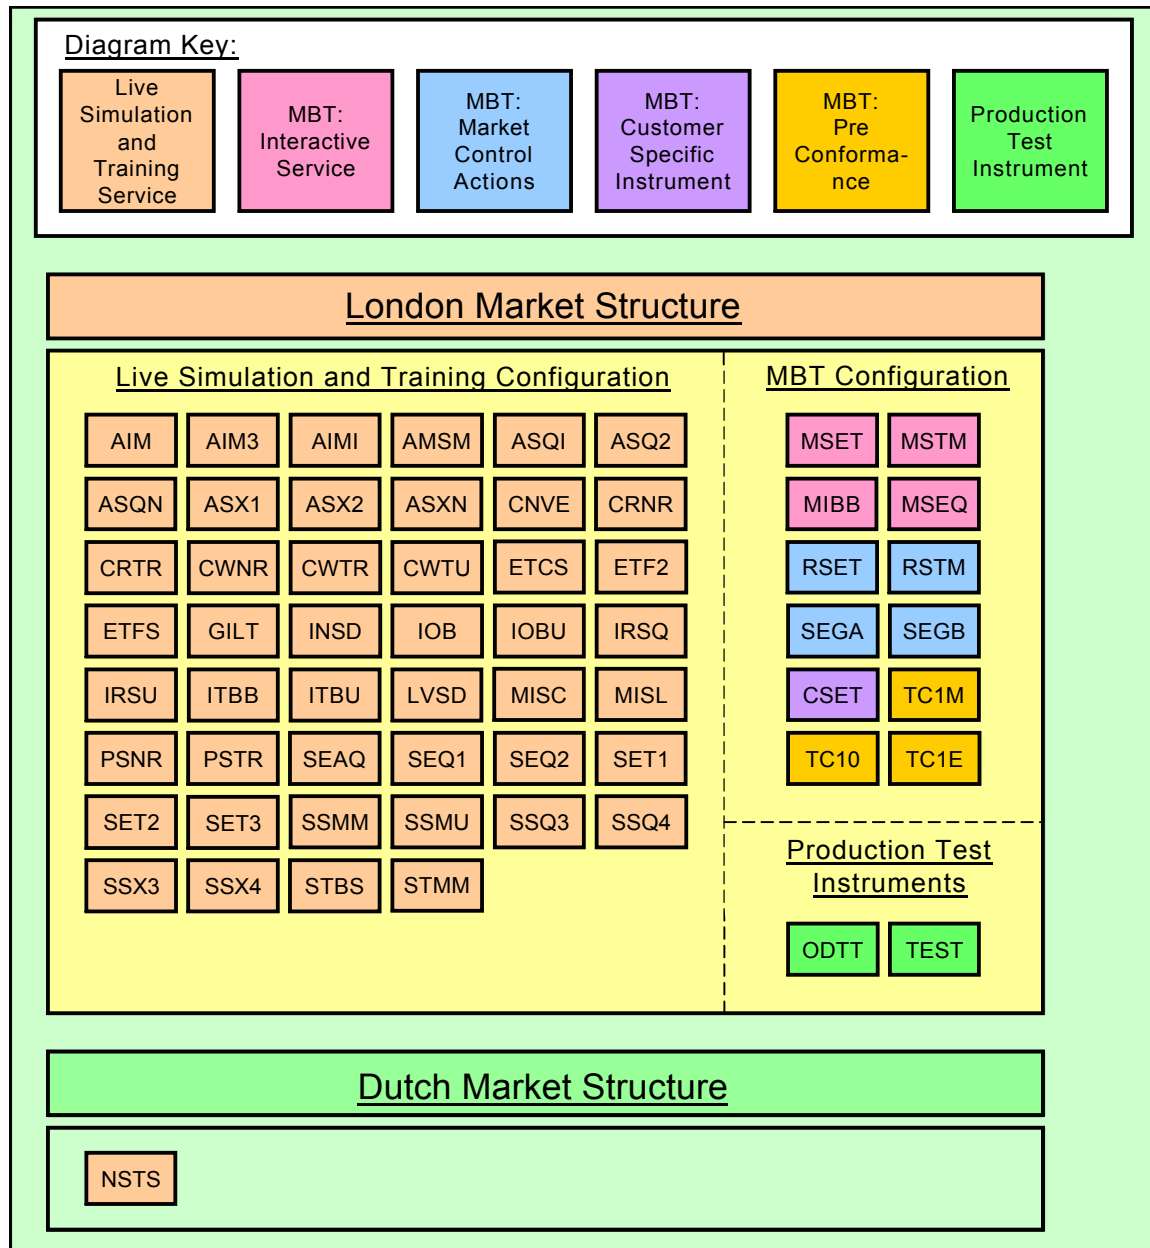 Diagram Key:
Live
Simulation
and
Training
Service
MBT:
Interactive
Service
MBT:
Market
Control
Actions
MBT:
Customer
Specific
Instrument
MBT:
Pre
Conforma-
nce
Production
Test
Instrument
London Market Structure
Live Simulation and Training Configuration
AIM AIM3 AIMI AMSM ASQI ASQ2
ASQN ASX1 ASX2 ASXN CNVE CRNR
CRTR CWNR CWTR CWTU ETCS ETF2
ETFS GILT INSD IOB IOBU IRSQ
IRSU ITBB ITBU LVSD MISC MISL
PSNR PSTR SEAQ SEQ1 SEQ2 SET1
SET2 SET3 SSMM SSMU SSQ3 SSQ4
SSX3 SSX4 STBS STMM
MBT Configuration
MSET MSTM
MIBB MSEQ
RSET RSTM
SEGA SEGB
CSET TC1M
TC10 TC1E
Production Test
Instruments
ODTT TEST
Dutch Market Structure
NSTS